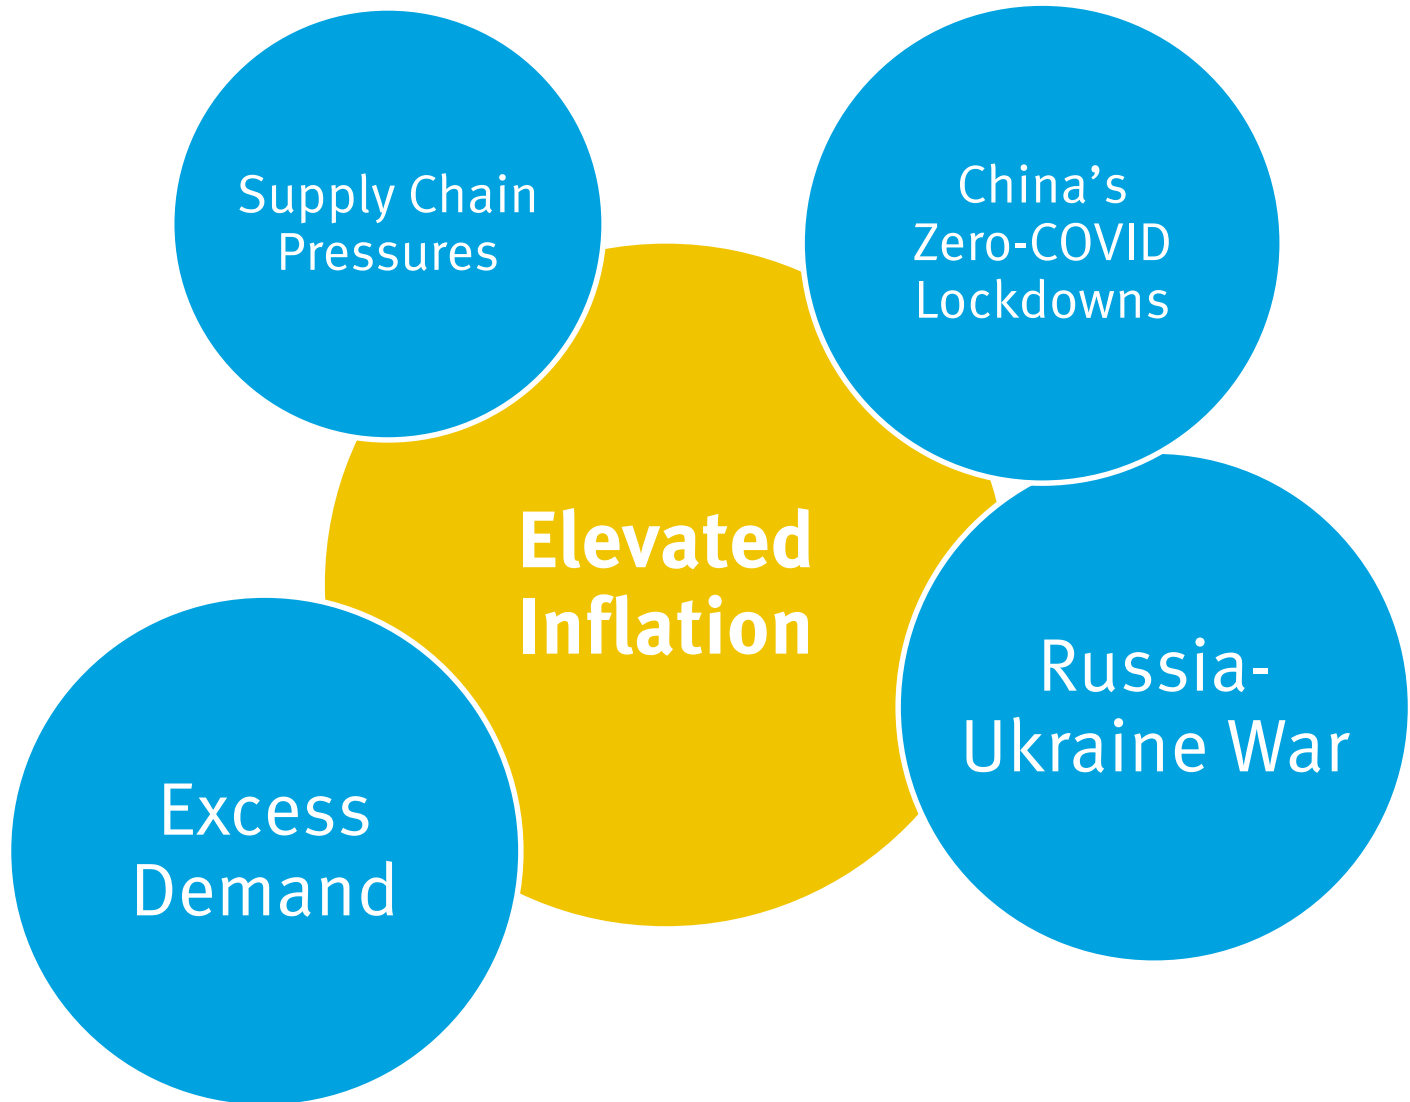 Supply Chain
Pressures
China’s
Zero-COVID
Lockdowns
Elevated
Inflation
Russia-
Ukraine War
Excess
Demand